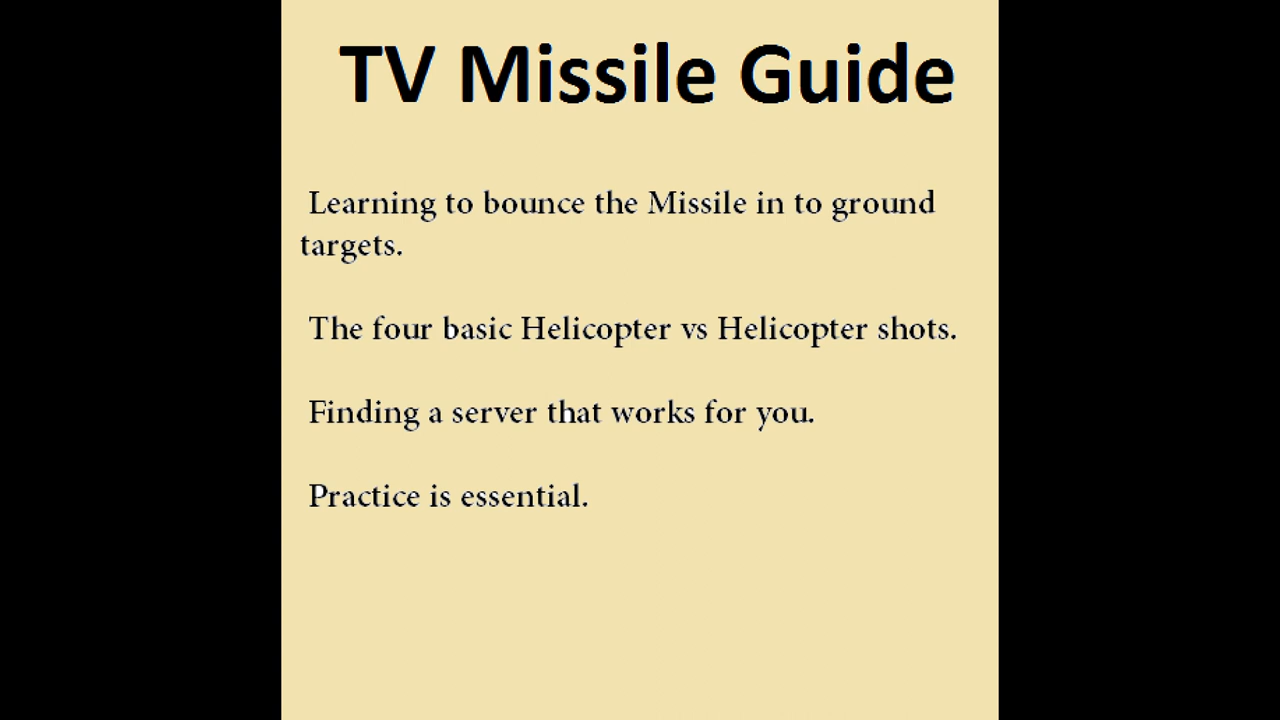 TV Missile Guide
Learning to bounce the Missile in to ground
targets.
The four basic Helicopter vs Helicopter shots.
Finding a server that works for you.
Practice is essential.